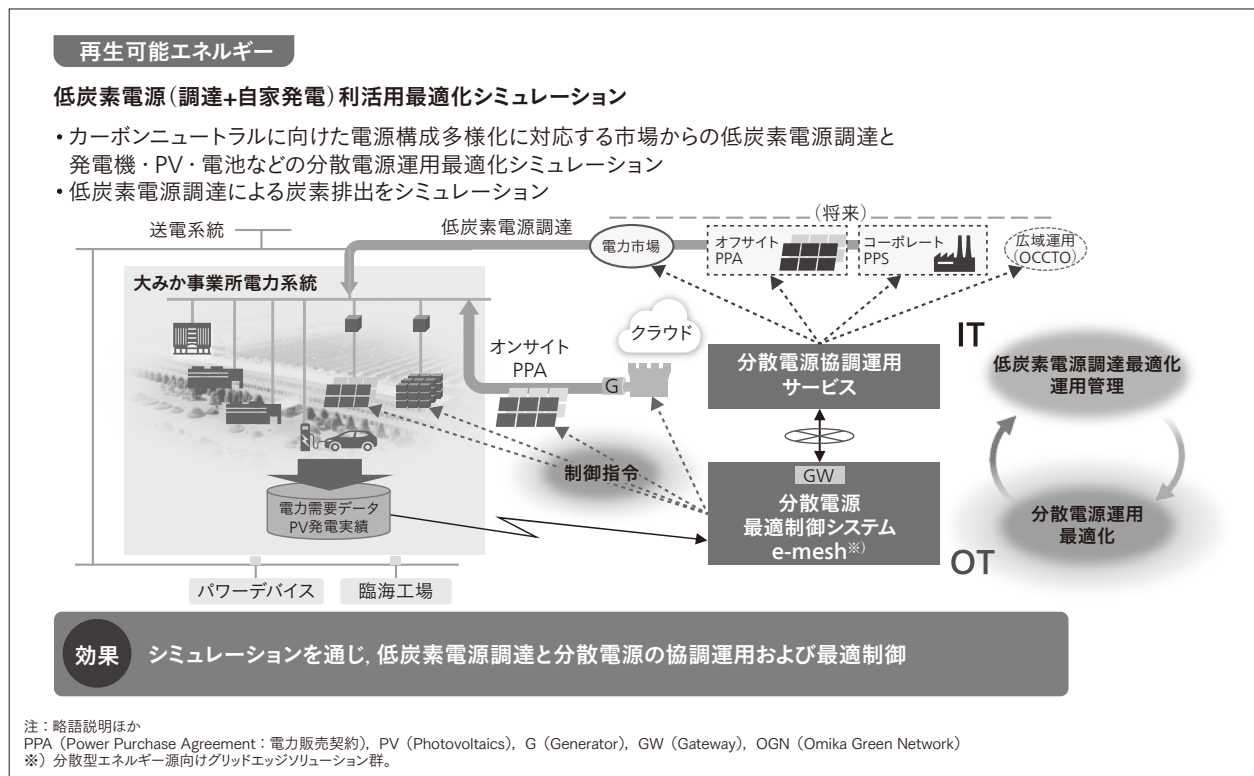 再生可能エネルギー
低炭素電源(調達+自家発電)利活用最適化シミュレーション
・カーボンニュートラルに向けた電源構成多様化に対応する市場からの低炭素電源調達と
発電機・PV・電池などの分散電源運用最適化シミュレーション
・低炭素電源調達による炭素排出をシミュレーション
(将来)
送電系統
低炭素電源調達
電力市場
オフサイト
PPA
コーポレート
PPS
広域運用
(OCCTO)
大みか事業所電力系統
オンサイト
PPA
クラウド
G
IT
分散電源協調運用
サービス
低炭素電源調達最適化
運用管理
制御指令
GW
分散電源
最適制御システム
e-mesh※)
電力需要データ
PV発電実績
分散電源運用
最適化
OT
パワーデバイス
臨海工場
効果
シミュレーションを通じ, 低炭素電源調達と分散電源の協調運用および最適制御
注:略語説明ほか
PPA(Power Purchase Agreement:電力販売契約), PV(Photovoltaics), G(Generator), GW(Gateway), OGN(Omika Green Network)
※)分散型エネルギー源向けグリッドエッジソリューション群。